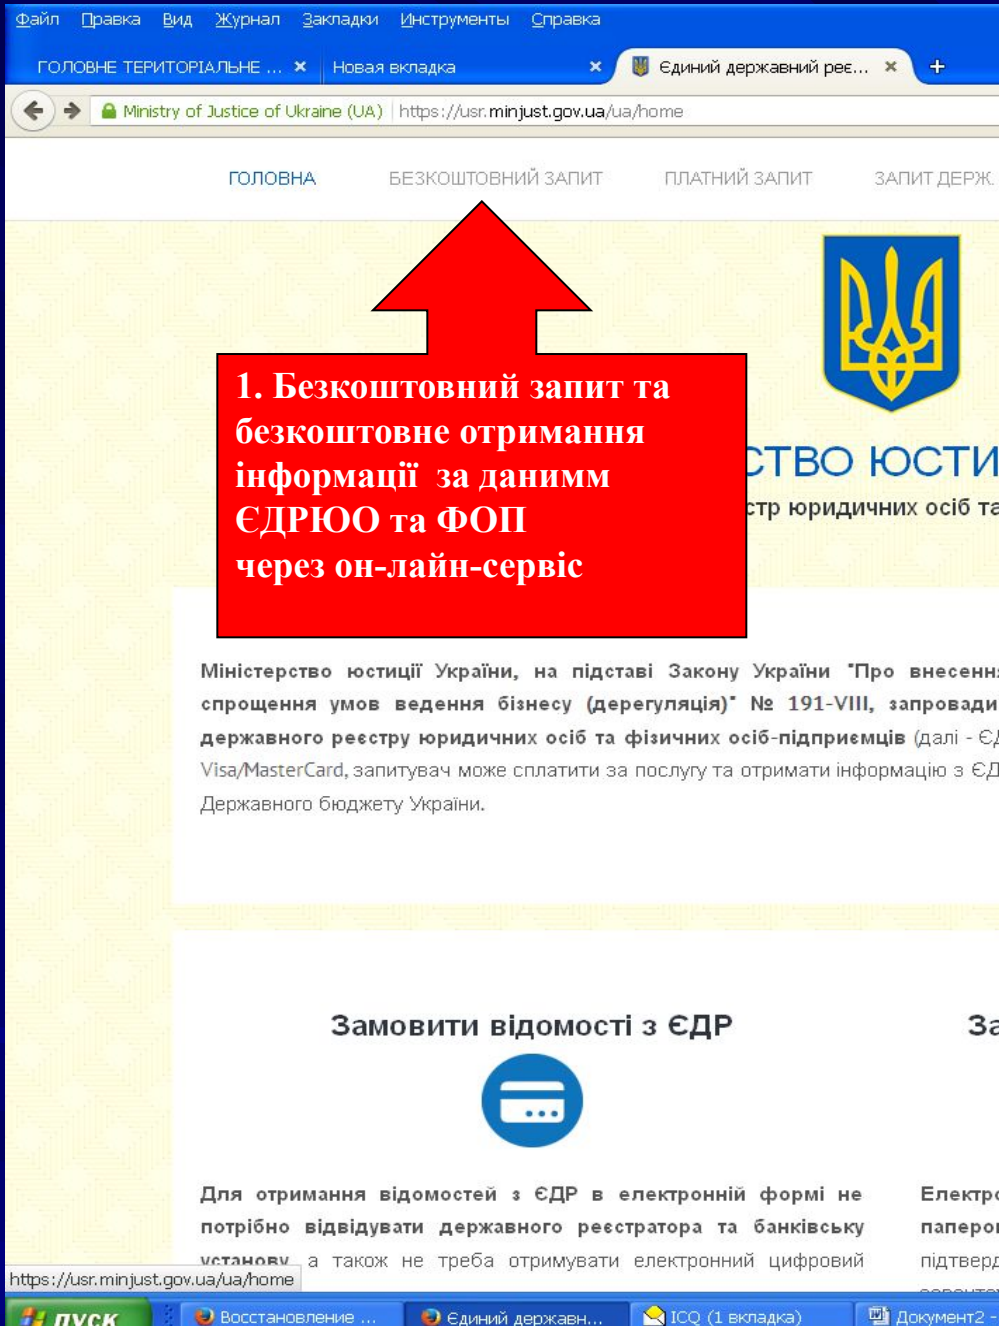 Файл Правка Вид Журнал Закладки Инструменты Справка
ГОЛОВНЕ ТЕРИТОРІАЛЬНЕ ... × Новая вкладка × Єдиний державний реє... × +
Ministry of Justice of Ukraine (UA) https://usr.minjust.gov.ua/ua/home
ГОЛОВНА БЕЗКОШТОВНИЙ ЗАПИТ ПЛАТНИЙ ЗАПИТ ЗАПИТ ДЕРЖ.
1. Безкоштовний запит та
безкоштовне отримання
інформації за данимм
ЄДРЮО та ФОП
через он-лайн-сервіс
СТВО ЮСТИ
стр юридичних осіб та
Міністерство юстиції України, на підставі Закону України "Про внесення
спрощення умов ведення бізнесу (дерегуляція)" № 191-VIII, запровади
державного реєстру юридичних осіб та фізичних осіб-підприємців (далі - ЄД
Visa/MasterCard, запитувач може сплатити за послугу та отримати інформацію з ЄД
Державного бюджету України.
Замовити відомості з ЄДР
За
Для отримання відомостей з ЄДР в електронній формі не
потрібно відвідувати державного реєстратора та банківську
установу, а також не треба отримувати електронний цифровий
Електро
паперов
підтверд
https://usr.minjust.gov.ua/ua/home
пуск Восстановление ... Єдиний державн... ICQ (1 вкладка) Документ2 -